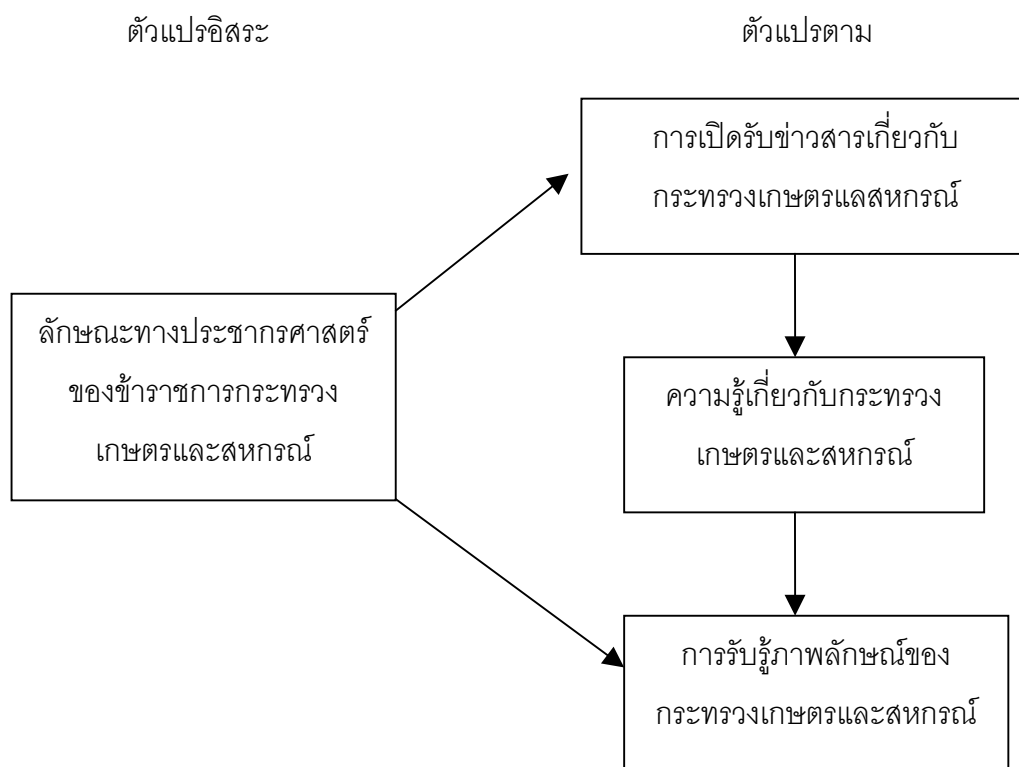 ตัวแปรอิสระ
ตัวแปรตาม
การเปิดรับข่าวสารเกี่ยวกับ
กระทรวงเกษตรแลสหกรณ์
ลักษณะทางประชากรศาสตร์
ของข้าราชการกระทรวง
เกษตรและสหกรณ์
ความรู้เกี่ยวกับกระทรวง
เกษตรและสหกรณ์
การรับรู้ภาพลักษณ์ของ
กระทรวงเกษตรและสหกรณ์